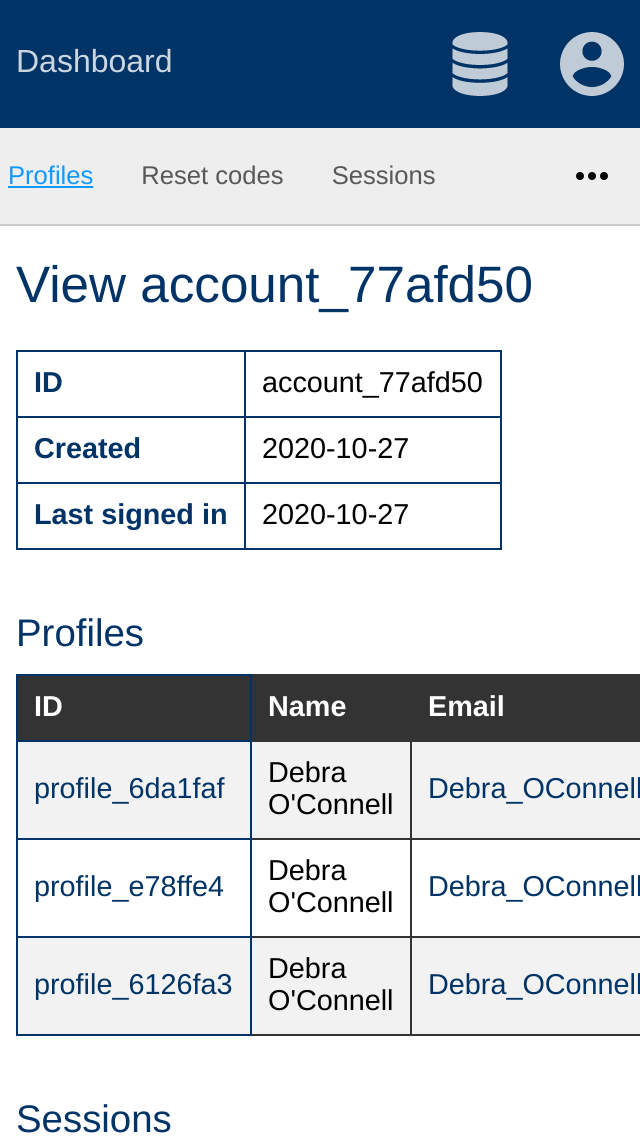 Dashboard
Profiles Reset codes Sessions
View account_77afd50
ID account_77afd50
Created 2020-10-27
Last signed in 2020-10-27
Profiles
ID Name Email
profile_6da1faf Debra O'Connell Debra_OConnell
profile_e78ffe4 Debra O'Connell Debra_OConnell
profile_6126fa3 Debra O'Connell Debra_OConnell
Sessions